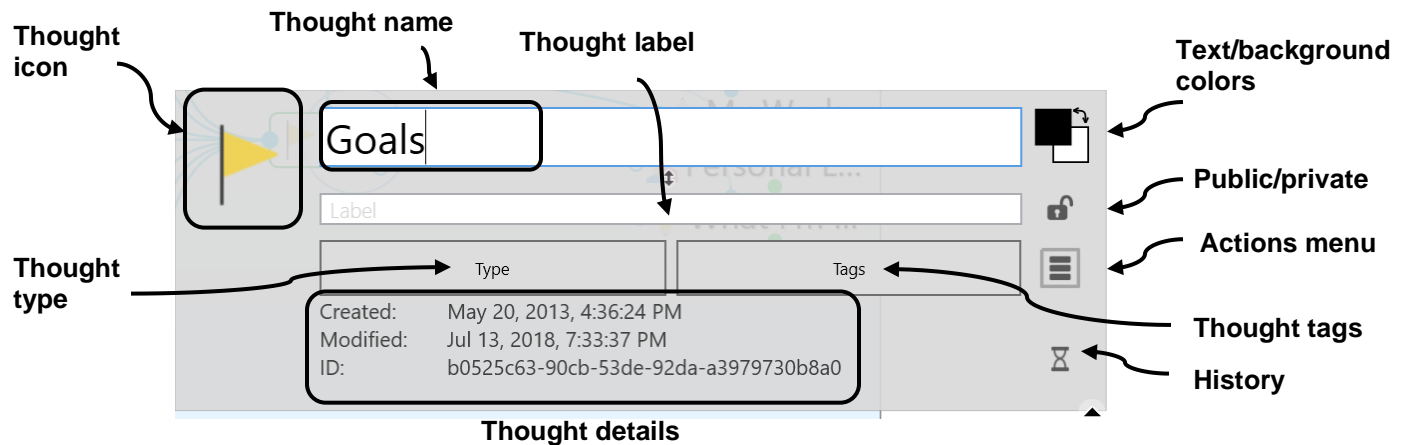 Thought name
Thought icon
Thought label
Text/background colors
Goals
Personal L...
Public/private
Label
What I'm ...
Actions menu
Thought type
Type
Tags
Created: May 20, 2013, 4:36:24 PM
Modified: Jul 13, 2018, 7:33:37 PM
ID: b0525c63-90cb-53de-92da-a3979730b8a0
Thought tags
History
Thought details